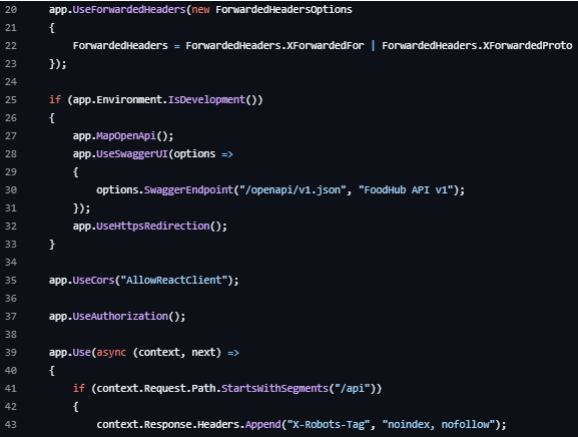 20 app.UseForwardedHeaders(new ForwardedHeadersOptions
21 {
22     ForwardedHeaders = ForwardedHeaders.XForwardedFor | ForwardedHeaders.XForwardedProto
23 });
24
25 if (app.Environment.IsDevelopment())
26 {
27     app.MapOpenApi();
28     app.UseSwaggerUI(options =>
29     {
30         options.SwaggerEndpoint("/openapi/v1.json", "FoodHub API v1");
31     });
32     app.UseHttpsRedirection();
33 }
34
35 app.UseCors("AllowReactClient");
36
37 app.UseAuthorization();
38
39 app.Use(async (context, next) =>
40 {
41     if (context.Request.Path.StartsWithSegments("/api"))
42     {
43         context.Response.Headers.Append("X-Robots-Tag", "noindex, nofollow");